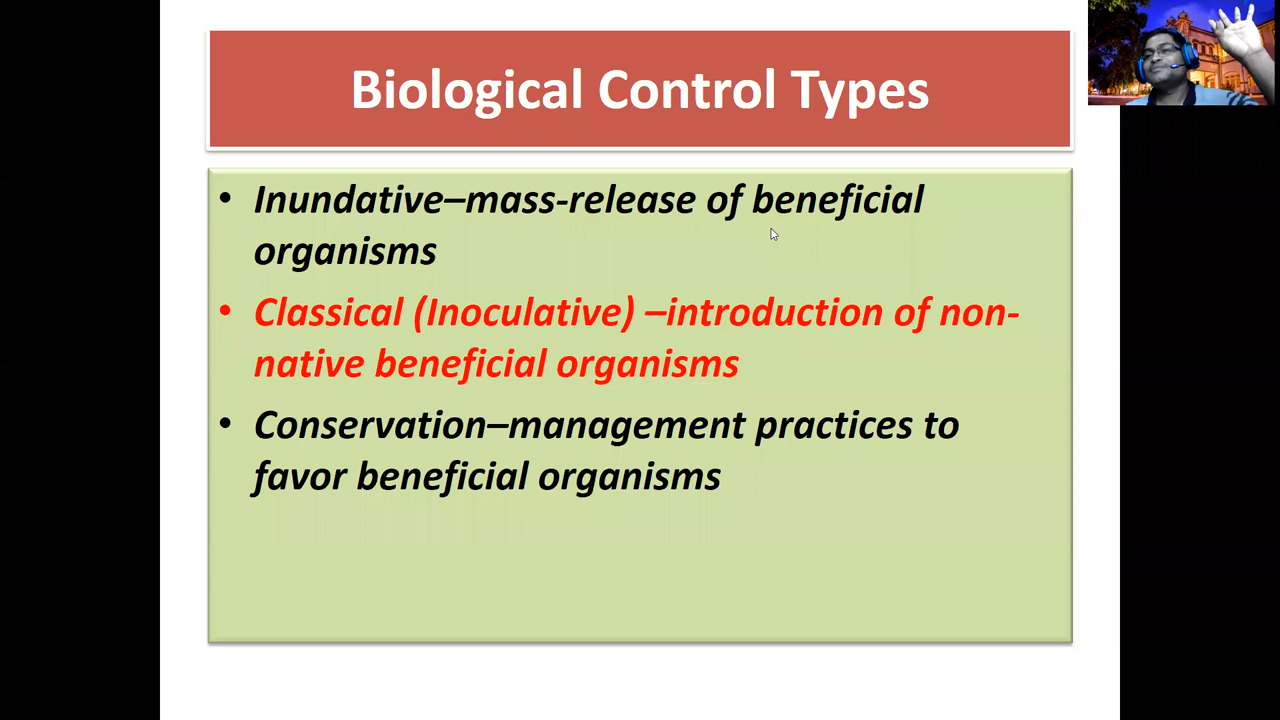 Biological Control Types
• Inundative–mass-release of beneficial
organisms
• Classical (Inoculative) –introduction of non-
native beneficial organisms
• Conservation–management practices to
favor beneficial organisms